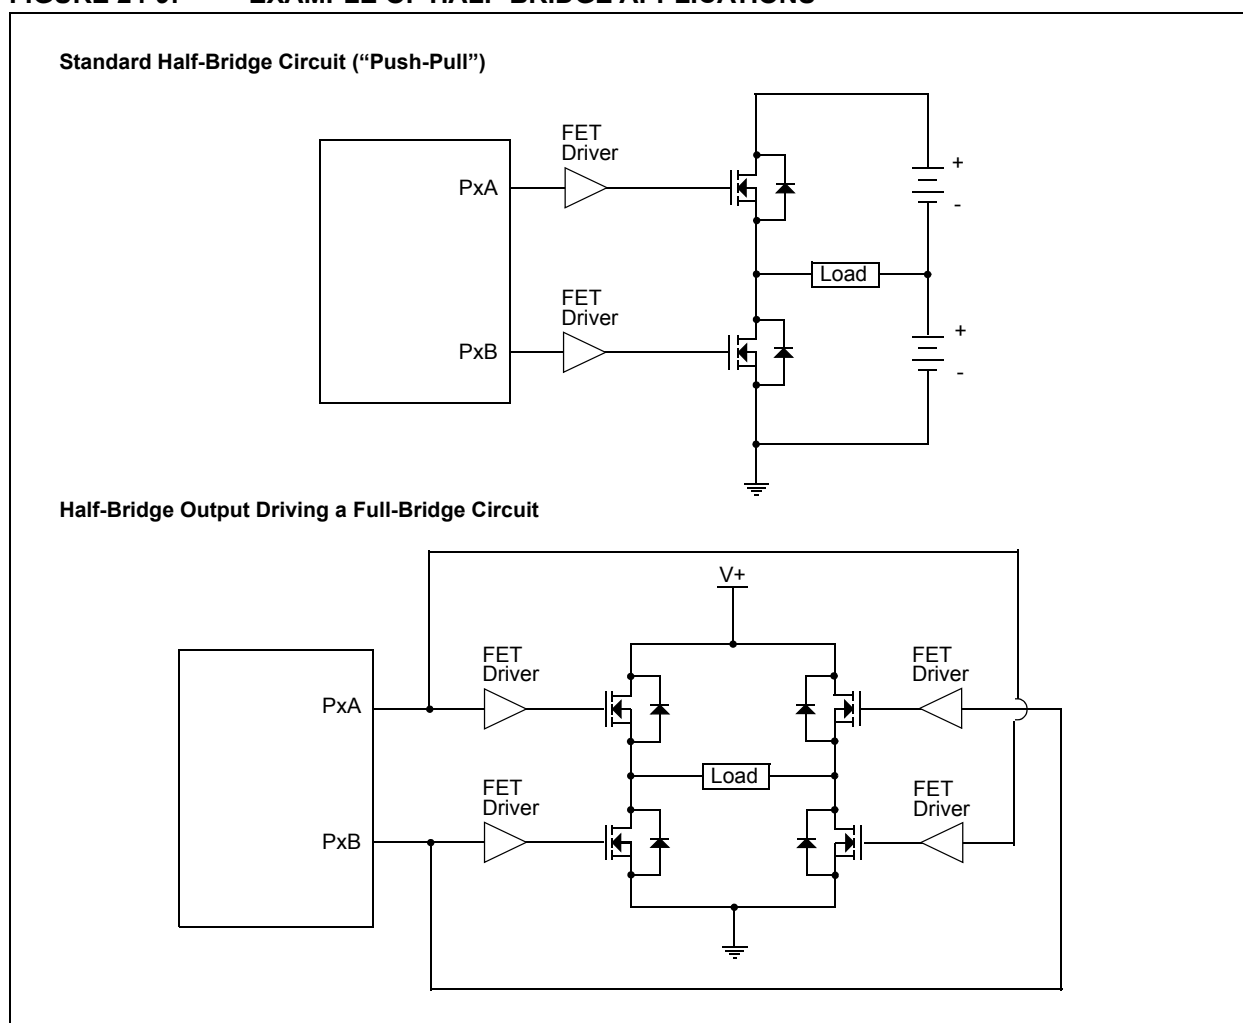 Standard Half-Bridge Circuit (“Push-Pull”)
FET
Driver
PxA
+
-
Load
FET
Driver
PxB
+
-
Half-Bridge Output Driving a Full-Bridge Circuit
V+
FET
Driver
FET
Driver
PxA
Load
FET
Driver
FET
Driver
PxB